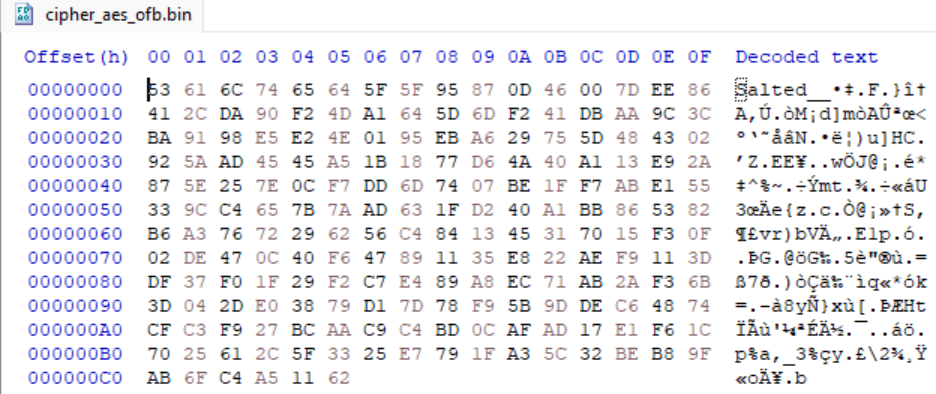 cipher_aes_ofb.bin
Offset(h) 00 01 02 03 04 05 06 07 08 09 0A 0B 0C 0D 0E 0F Decoded text
00000000 53 61 6C 74 65 64 5F 5F 95 87 0D 46 00 7D EE 86 Salted__•‡.F.}î†
00000010 41 2C DA 90 F2 4D A1 64 5D 6D F2 41 DB AA 9C 3C A,Ú.òM¡d]mòAÛªœ<
00000020 BA 91 98 E5 E2 4E 01 95 EB A6 29 75 5D 48 43 02 º‘˜åâN.•ë¦)u]HC.
00000030 92 5A AD 45 45 A5 1B 18 77 D6 4A 40 A1 13 E9 2A ’Z.EE¥..wÖJ@¡.é*
00000040 87 5E 25 7E 0C F7 DD 6D 74 07 BE 1F F7 AB E1 55 ‡^%~.÷Ýmt.¾.÷«áU
00000050 33 9C C4 65 7B 7A AD 63 1F D2 40 A1 BB 86 53 82 3œÄe{z.c.Ò@¡»†S‚
00000060 B6 A3 76 72 29 62 56 C4 84 13 45 31 70 15 F3 0F ¶£vr)bVÄ„.E1p.ó.
00000070 02 DE 47 0C 40 F6 47 89 11 35 E8 22 AE F9 11 3D .ÞG.@öG‰.5è"®ù.=
00000080 DF 37 F0 1F 29 F2 C7 E4 89 A8 EC 71 AB 2A F3 6B ß7ð.)òÇä‰¨ìq«*ók
00000090 3D 04 2D E0 38 79 D1 7D 78 F9 5B 9D DE C6 48 74 =.-à8yÑ}xù[.ÞÆHt
000000A0 CF C3 F9 27 BC AA C9 C4 BD 0C AF AD 17 E1 F6 1C ÏÃù'¼ªÉÄ½.¯..áö.
000000B0 70 25 61 2C 5F 33 25 E7 79 1F A3 5C 32 BE B8 9F p%a,_3%çy.£\2¾¸Ÿ
000000C0 AB 6F C4 A5 11 62 «oÄ¥.b